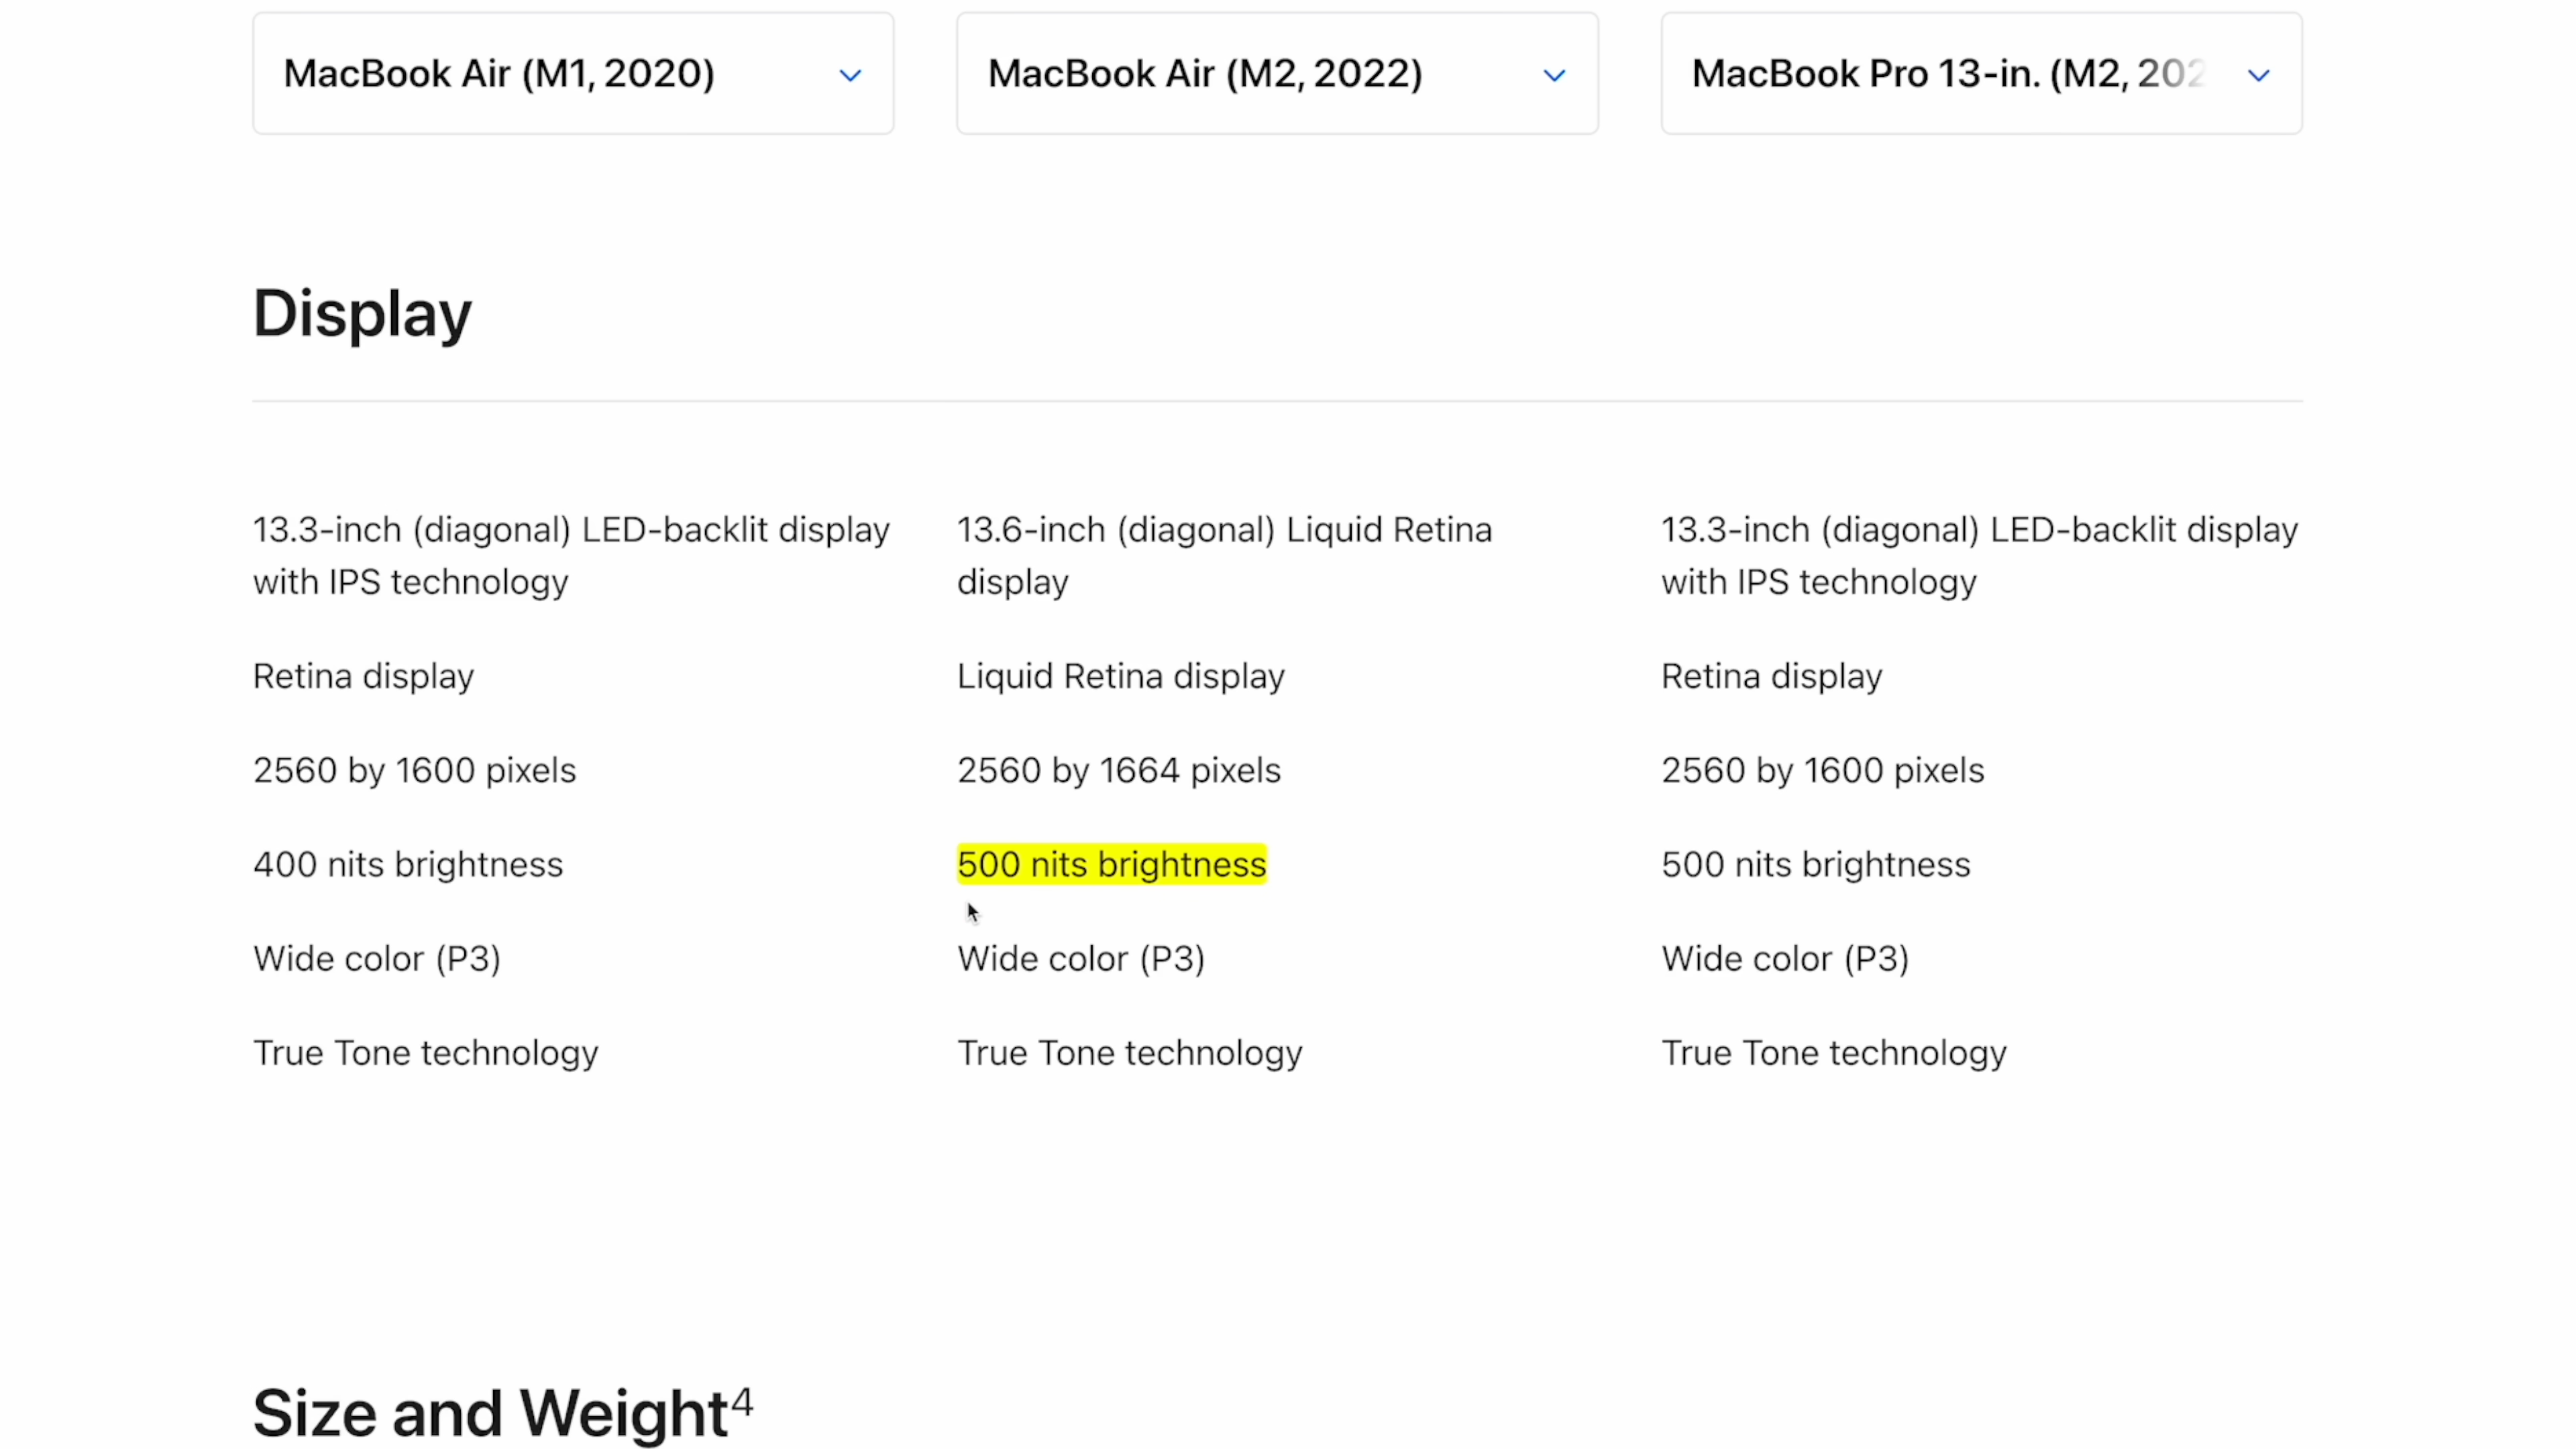 MacBook Air (M1, 2020)
MacBook Air (M2, 2022)
MacBook Pro 13-in. (M2, 202
Display
13.3-inch (diagonal) LED-backlit display
with IPS technology
Retina display
2560 by 1600 pixels
400 nits brightness
Wide color (P3)
True Tone technology
13.6-inch (diagonal) Liquid Retina
display
Liquid Retina display
2560 by 1664 pixels
500 nits brightness
Wide color (P3)
True Tone technology
13.3-inch (diagonal) LED-backlit display
with IPS technology
Retina display
2560 by 1600 pixels
500 nits brightness
Wide color (P3)
True Tone technology
Size and Weight4